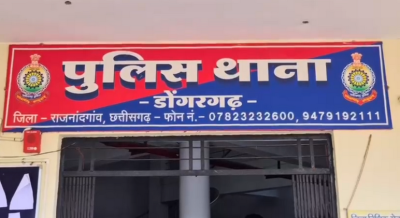 पुलिस थाना
- डोंगरगढ़ -
जिला - राजनांदगांव, छत्तीसगढ़ - फोन नं.- 07823232600, 9479192111